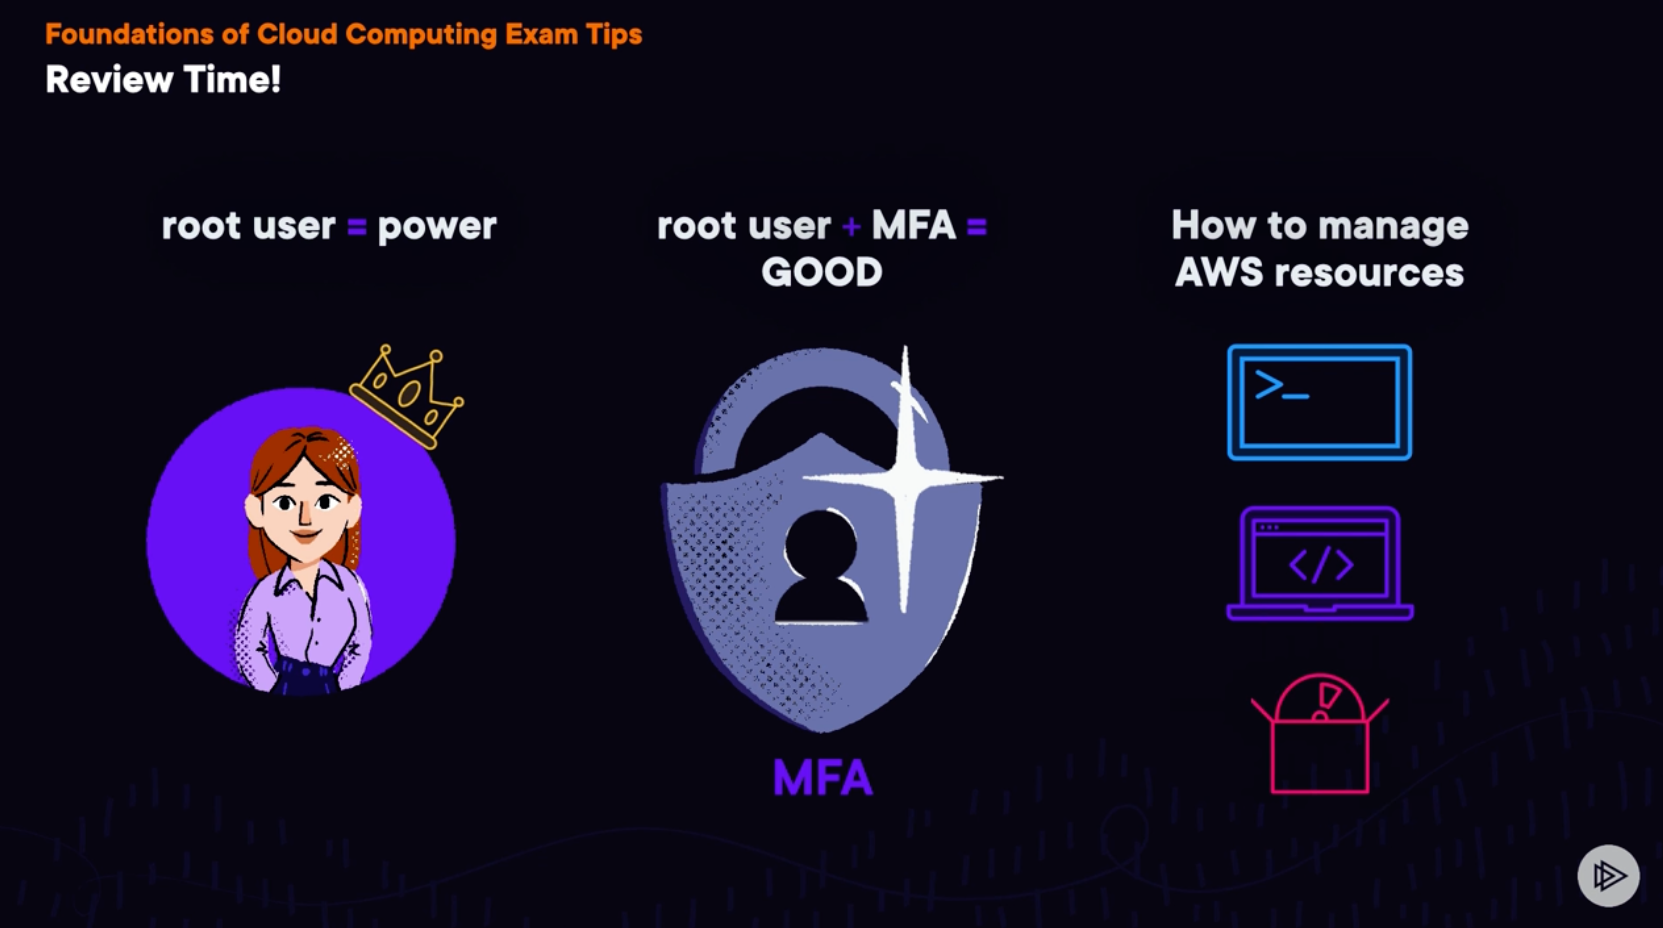 Foundations of Cloud Computing Exam Tips
Review Time!
root user = power
root user + MFA =
GOOD
MFA
How to manage
AWS resources
>_
</>